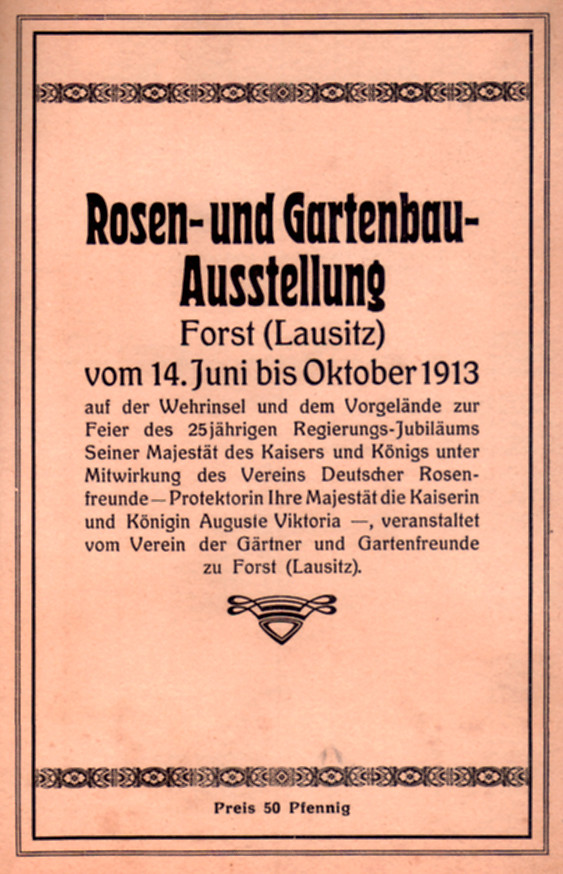 Rosen- und Gartenbau-
Ausstellung
Forst (Lausitz)
vom 14. Juni bis Oktober 1913
auf der Wehrinsel und dem Vorgelände zur
Feier des 25jährigen Regierungs-Jubiläums
Seiner Majestät des Kaisers und Königs unter
Mitwirkung des Vereins Deutscher Rosen-
freunde — Protektorin Ihre Majestät die Kaiserin
und Königin Auguste Viktoria —, veranstaltet
vom Verein der Gärtner und Gartenfreunde
zu Forst (Lausitz).
Preis 50 Pfennig